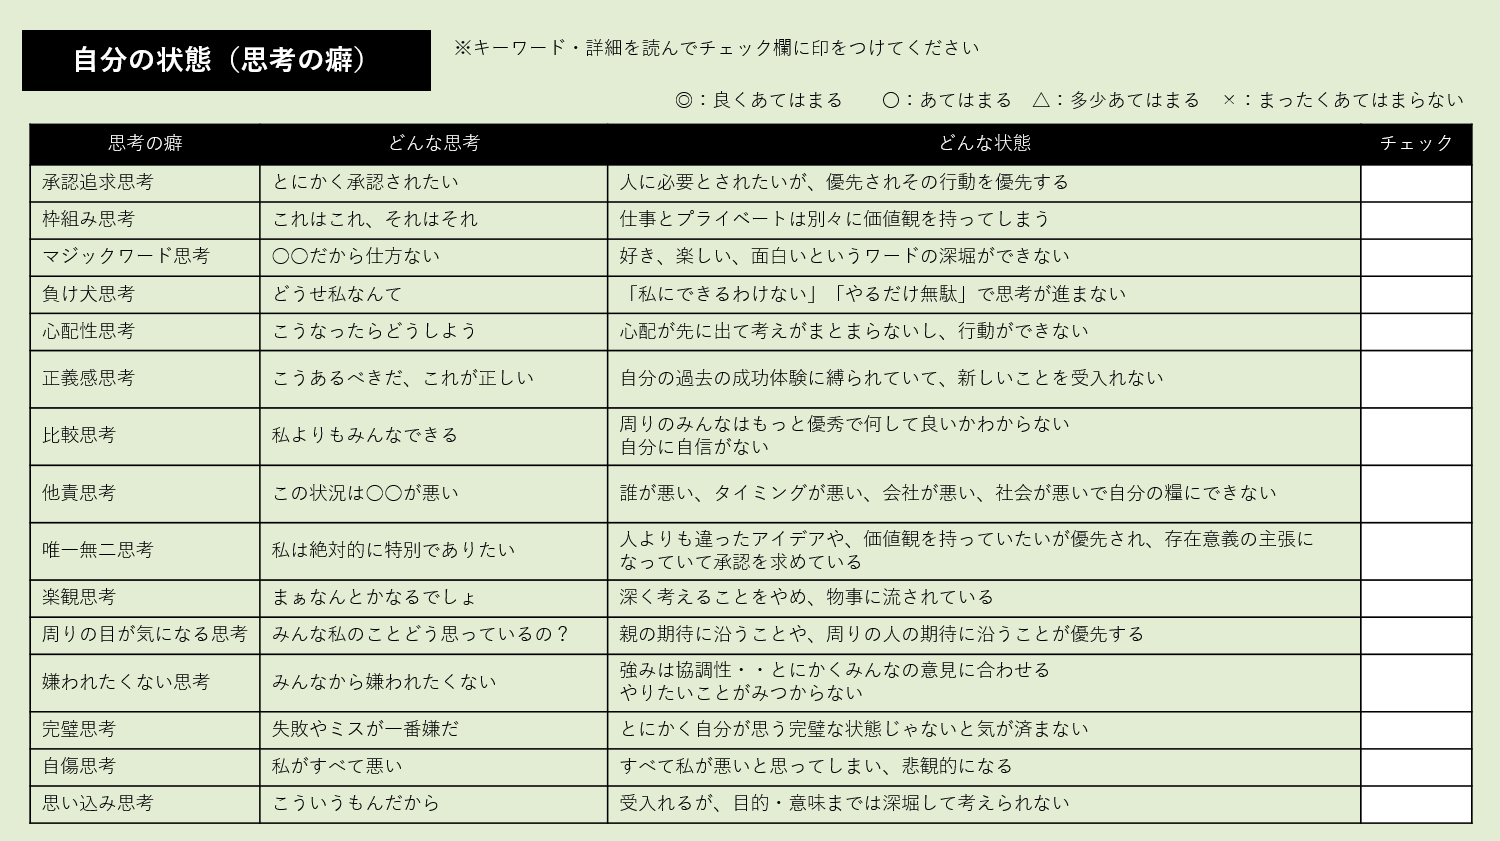 自分の状態（思考の癖）
※キーワード・詳細を読んでチェック欄に印をつけてください
◎：良くあてはまる　〇：あてはまる　△：多少あてはまる　×：まったくあてはまらない
思考の癖　どんな思考　どんな状態　チェック
承認追求思考　とにかく承認されたい　人に必要とされたいが、優先されその行動を優先する
枠組み思考　これはこれ、それはそれ　仕事とプライベートは別々に価値観を持ってしまう
マジックワード思考　〇〇だから仕方ない　好き、楽しい、面白いというワードの深堀ができない
負け犬思考　どうせ私なんて　「私にできるわけない」「やるだけ無駄」で思考が進まない
心配性思考　こうなったらどうしよう　心配が先に出て考えがまとまらないし、行動ができない
正義感思考　こうあるべきだ、これが正しい　自分の過去の成功体験に縛られていて、新しいことを受入れない
比較思考　私よりもみんなできる　周りのみんなはもっと優秀で何して良いかわからない
自分に自信がない
他責思考　この状況は〇〇が悪い　誰が悪い、タイミングが悪い、会社が悪い、社会が悪いで自分の糧にできない
唯一無二思考　私は絶対的に特別でありたい　人よりも違ったアイデアや、価値観を持っていたいが優先され、存在意義の主張に
なっていて承認を求めている
楽観思考　まぁなんとかなるでしょ　深く考えることをやめ、物事に流されている
周りの目が気になる思考　みんな私のことどう思っているの？　親の期待に沿うことや、周りの人の期待に沿うことが優先する
嫌われたくない思考　みんなから嫌われたくない　強みは協調性・・とにかくみんなの意見に合わせる
やりたいことがみつからない
完璧思考　失敗やミスが一番嫌だ　とにかく自分が思う完璧な状態じゃないと気が済まない
自傷思考　私がすべて悪い　すべて私が悪いと思ってしまい、悲観的になる
思い込み思考　こういうもんだから　受入れるが、目的・意味までは深堀して考えられない